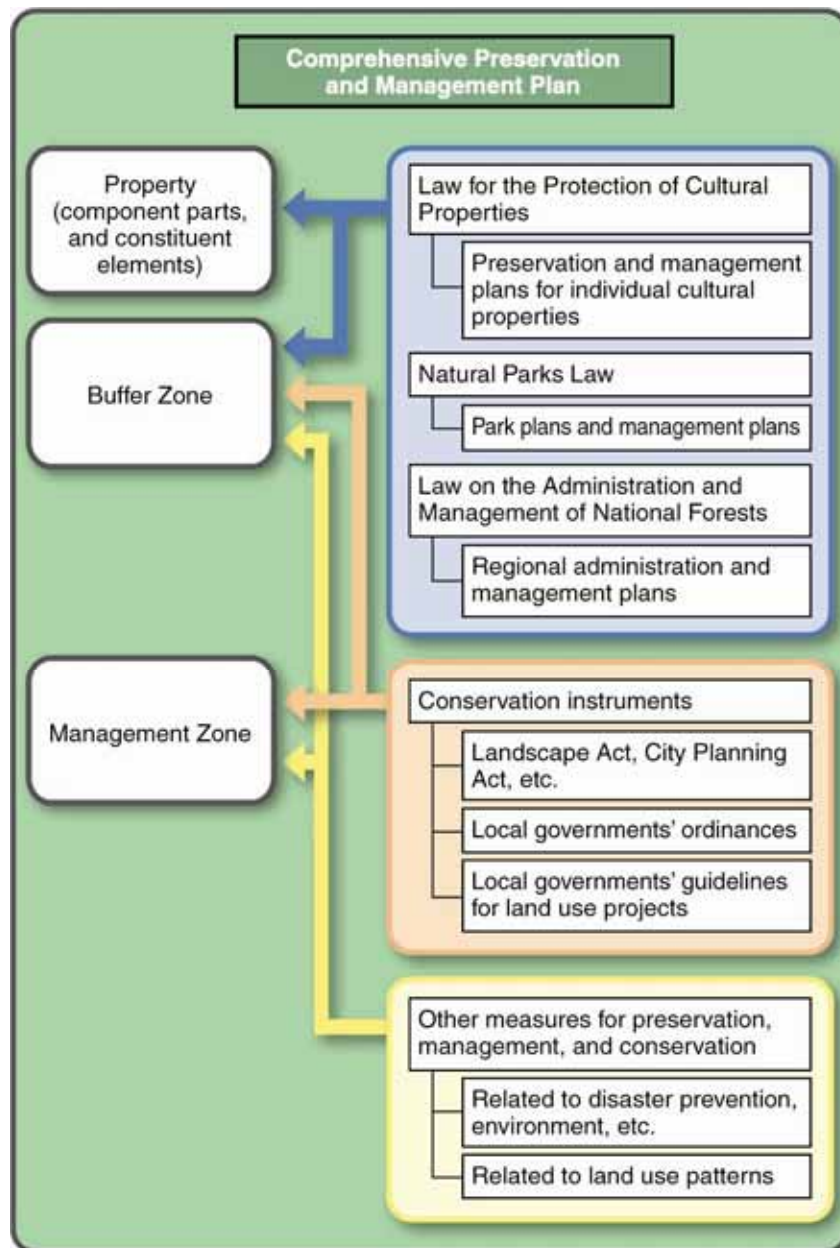 Comprehensive Preservation
and Management Plan
Property
(component parts,
and constituent
elements)
Buffer Zone
Management Zone
Law for the Protection of Cultural
Properties
Preservation and management
plans for individual cultural
properties
Natural Parks Law
Park plans and management plans
Law on the Administration and
Management of National Forests
Regional administration and
management plans
Conservation instruments
Landscape Act, City Planning
Act, etc.
Local governments’ ordinances
Local governments’ guidelines
for land use projects
Other measures for preservation,
management, and conservation
Related to disaster prevention,
environment, etc.
Related to land use patterns